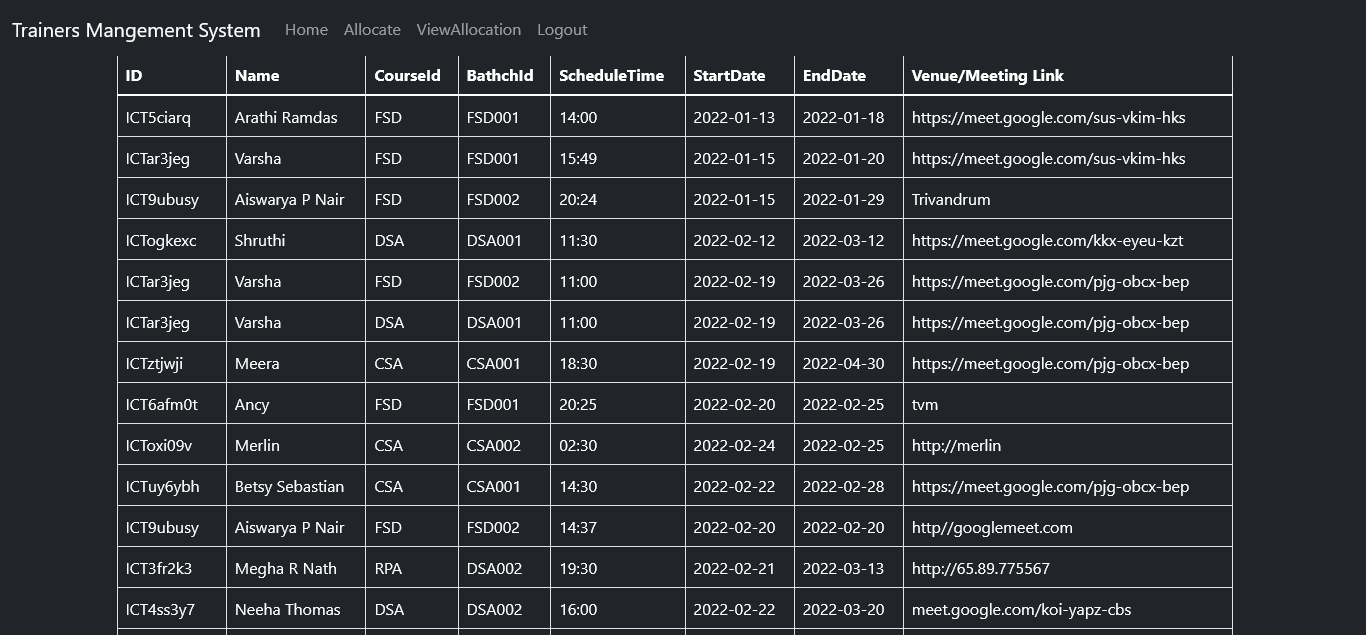 Trainers Mangement System Home Allocate ViewAllocation Logout
ID Name CourseId BathchId ScheduleTime StartDate EndDate Venue/Meeting Link
ICT5ciarq Arathi Ramdas FSD FSD001 14:00 2022-01-13 2022-01-18 https://meet.google.com/sus-vkim-hks
ICTar3jeg Varsha FSD FSD001 15:49 2022-01-15 2022-01-20 https://meet.google.com/sus-vkim-hks
ICT9ubusy Aiswarya P Nair FSD FSD002 20:24 2022-01-15 2022-01-29 Trivandrum
ICTogkexc Shruthi DSA DSA001 11:30 2022-02-12 2022-03-12 https://meet.google.com/kkx-eyeu-kzt
ICTar3jeg Varsha FSD FSD002 11:00 2022-02-19 2022-03-26 https://meet.google.com/pjg-obcx-bep
ICTar3jeg Varsha DSA DSA001 11:00 2022-02-19 2022-03-26 https://meet.google.com/pjg-obcx-bep
ICTztjwji Meera CSA CSA001 18:30 2022-02-19 2022-04-30 https://meet.google.com/pjg-obcx-bep
ICT6afm0t Ancy FSD FSD001 20:25 2022-02-20 2022-02-25 tvm
ICToxi09v Merlin CSA CSA002 02:30 2022-02-24 2022-02-25 http://merlin
ICTuy6ybh Betsy Sebastian CSA CSA001 14:30 2022-02-22 2022-02-28 https://meet.google.com/pjg-obcx-bep
ICT9ubusy Aiswarya P Nair FSD FSD002 14:37 2022-02-20 2022-02-20 http//googlemeet.com
ICT3fr2k3 Megha R Nath RPA DSA002 19:30 2022-02-21 2022-03-13 http://65.89.775567
ICT4ss3y7 Neeha Thomas DSA DSA002 16:00 2022-02-22 2022-03-20 meet.google.com/koi-yapz-cbs